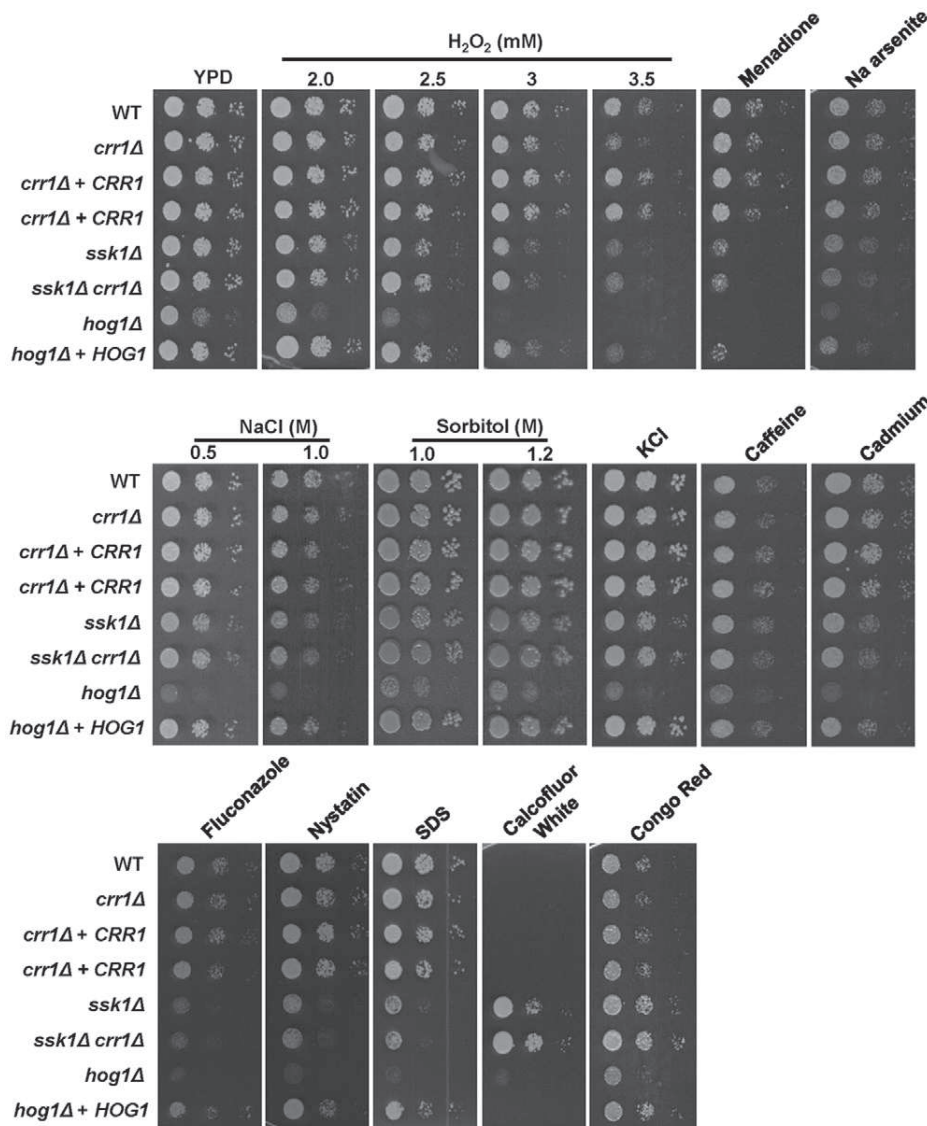 H₂O₂ (mM)
YPD 2.0 2.5 3 3.5 Menadione Na arsenite
WT
crr1Δ
crr1Δ + CRR1
crr1Δ + CRR1
ssk1Δ
ssk1Δ crr1Δ
hog1Δ
hog1Δ + HOG1
NaCl (M) Sorbitol (M)
0.5 1.0 1.0 1.2 KCl Caffeine Cadmium
WT
crr1Δ
crr1Δ + CRR1
crr1Δ + CRR1
ssk1Δ
ssk1Δ crr1Δ
hog1Δ
hog1Δ + HOG1
Fluconazole Nystatin SDS Calcofluor White Congo Red
WT
crr1Δ
crr1Δ + CRR1
crr1Δ + CRR1
ssk1Δ
ssk1Δ crr1Δ
hog1Δ
hog1Δ + HOG1